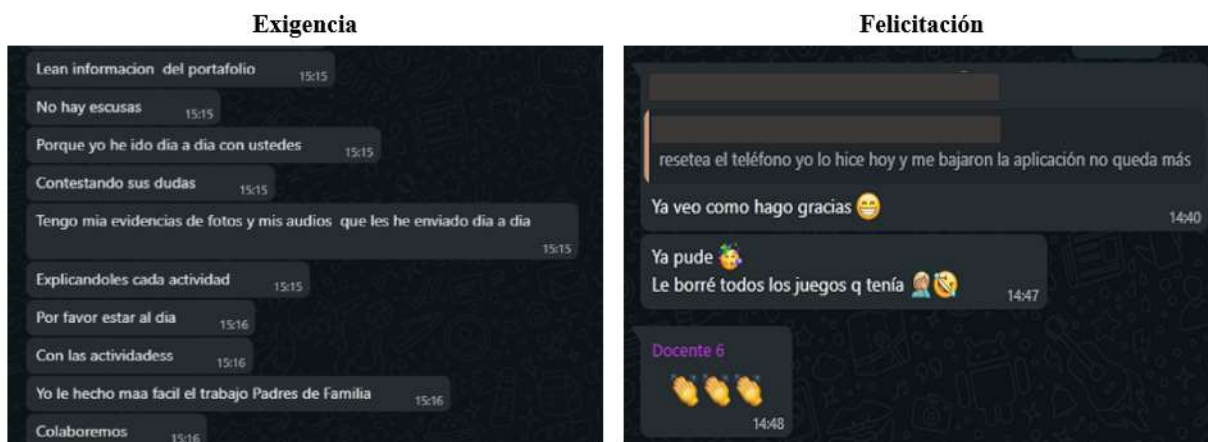 Exigencia
Lean informacion del portafolio
15:15
No hay escusas
15:15
Porque yo he ido dia a dia con ustedes
15:15
Contestando sus dudas
15:15
Tengo mia evidencias de fotos y mis audios que les he enviado dia a dia
15:15
Explicandoles cada actividad
15:15
Por favor estar al dia
15:16
Con las actividadess
15:16
Yo le hecho maa facil el trabajo Padres de Familia
15:16
Colaboremos
15:16
Felicitación
resetea el teléfono yo lo hice hoy y me bajaron la aplicación no queda más
Ya veo como hago gracias 😁
14:40
Ya pude 🥳
Le borré todos los juegos q tenía 🤦🏼‍♀️🤣
14:47
Docente 6
👏👏👏
14:48